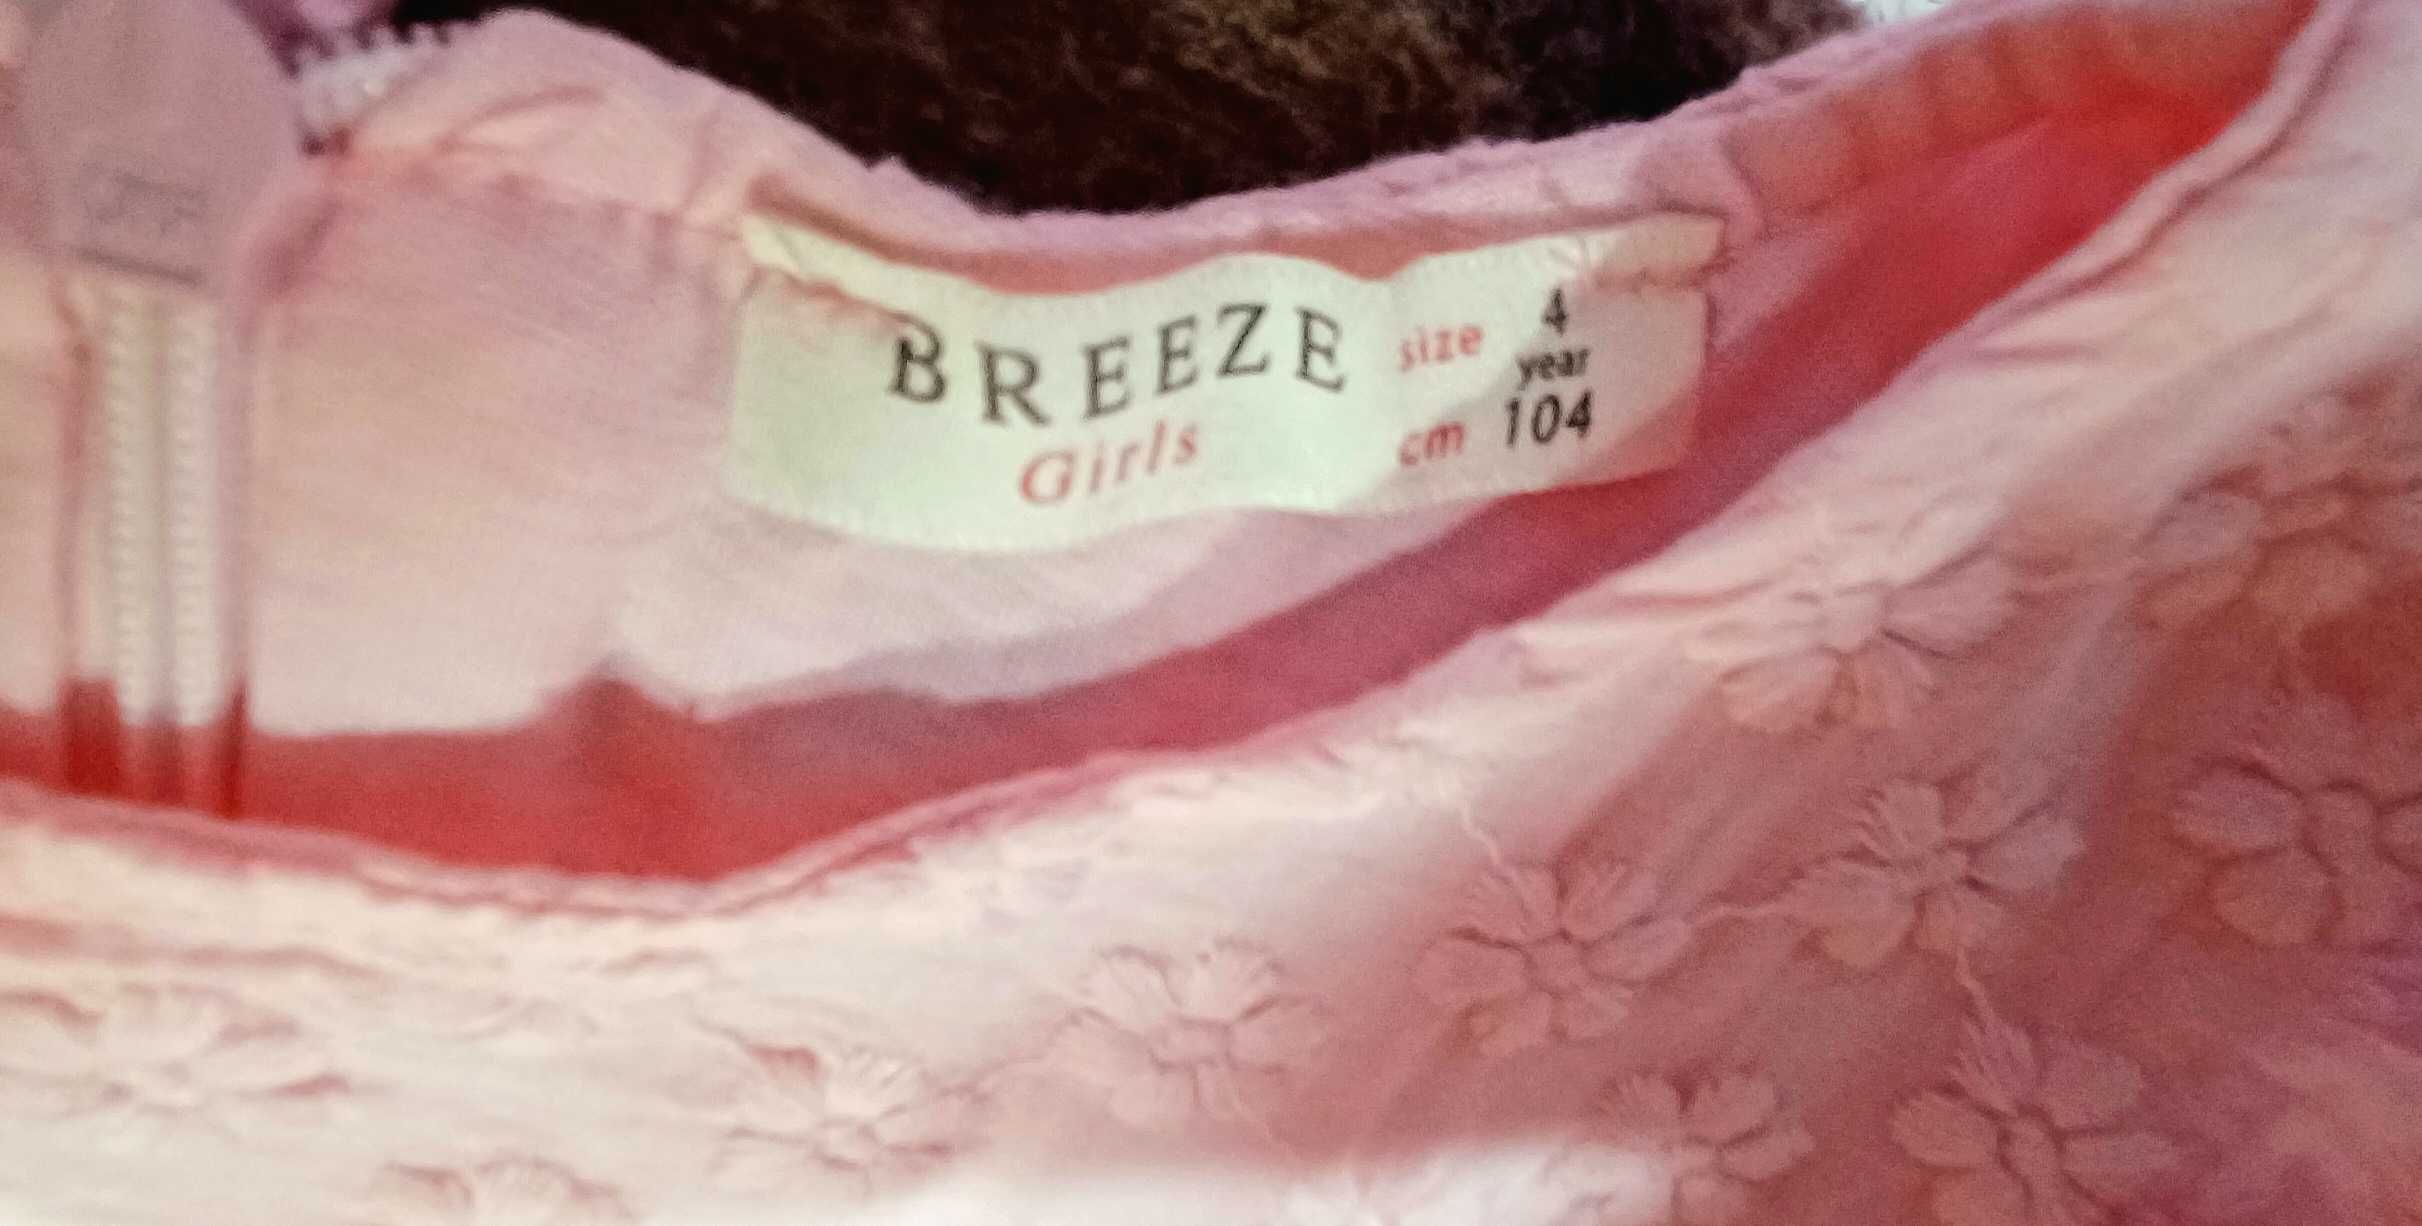 BREEZE
Girls
size 4
year
cm 104